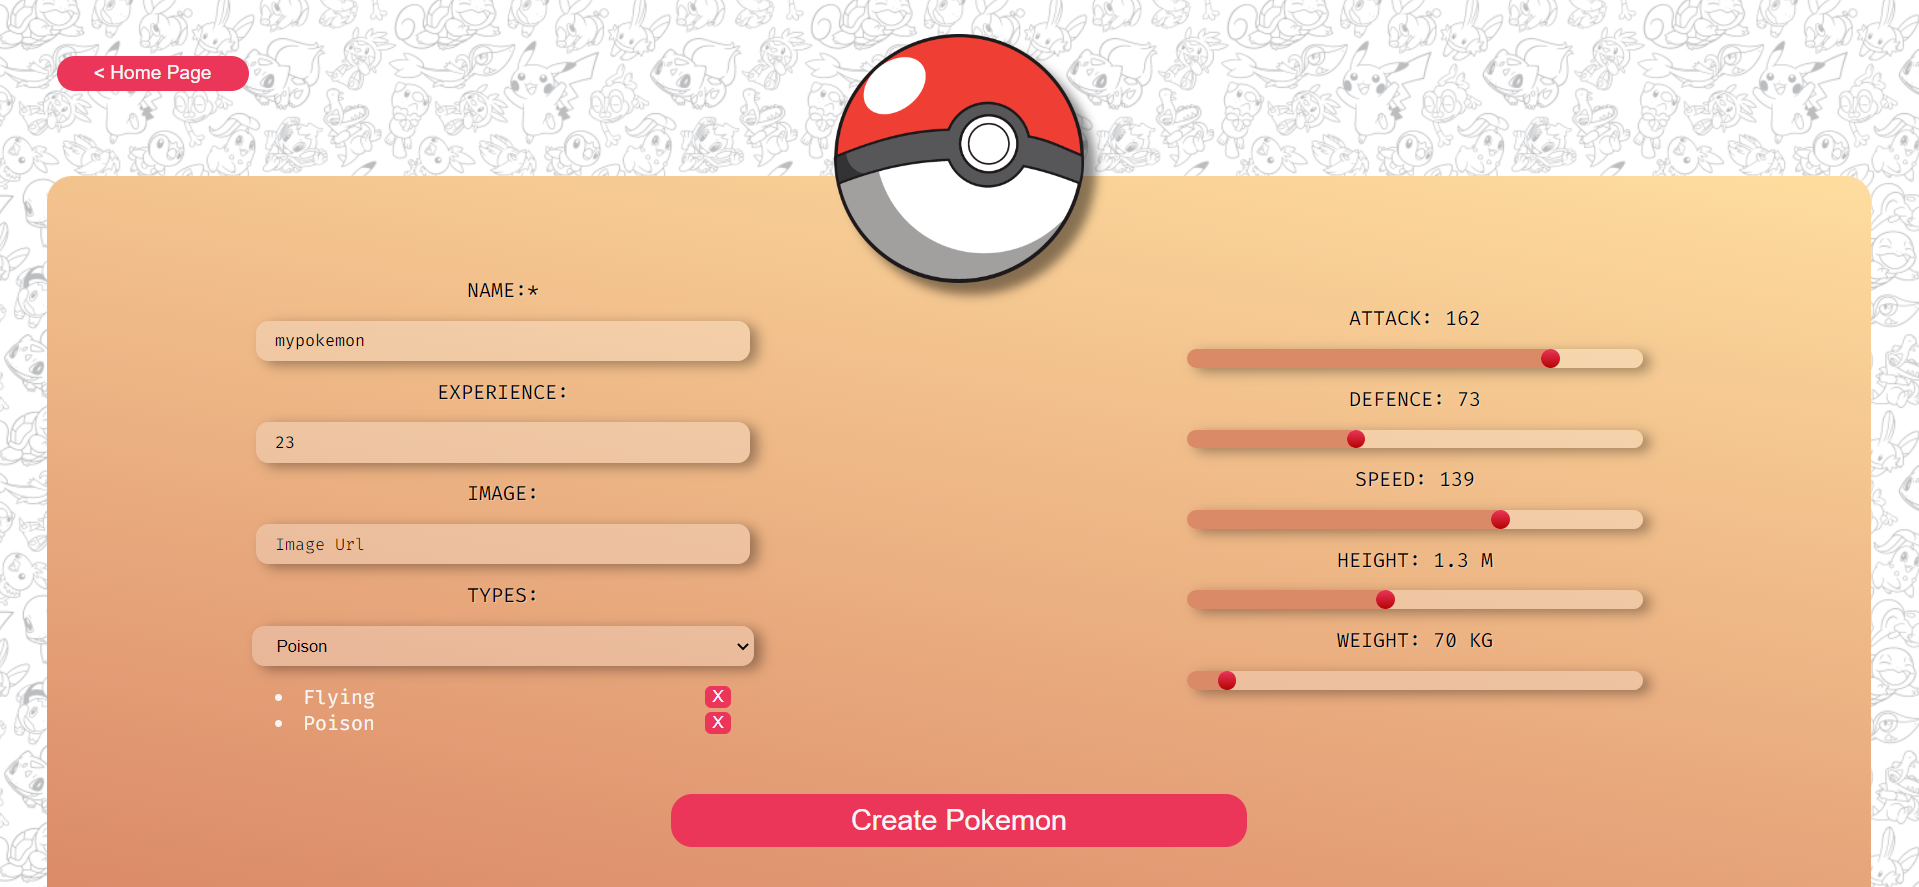 < Home Page
NAME:*
mypokemon
EXPERIENCE:
23
IMAGE:
Image Url
TYPES:
Poison
Flying X
Poison X
ATTACK: 162
DEFENCE: 73
SPEED: 139
HEIGHT: 1.3 M
WEIGHT: 70 KG
Create Pokemon